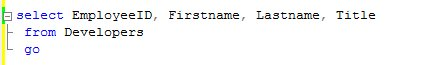 select EmployeeID, Firstname, Lastname, Title
from Developers
go